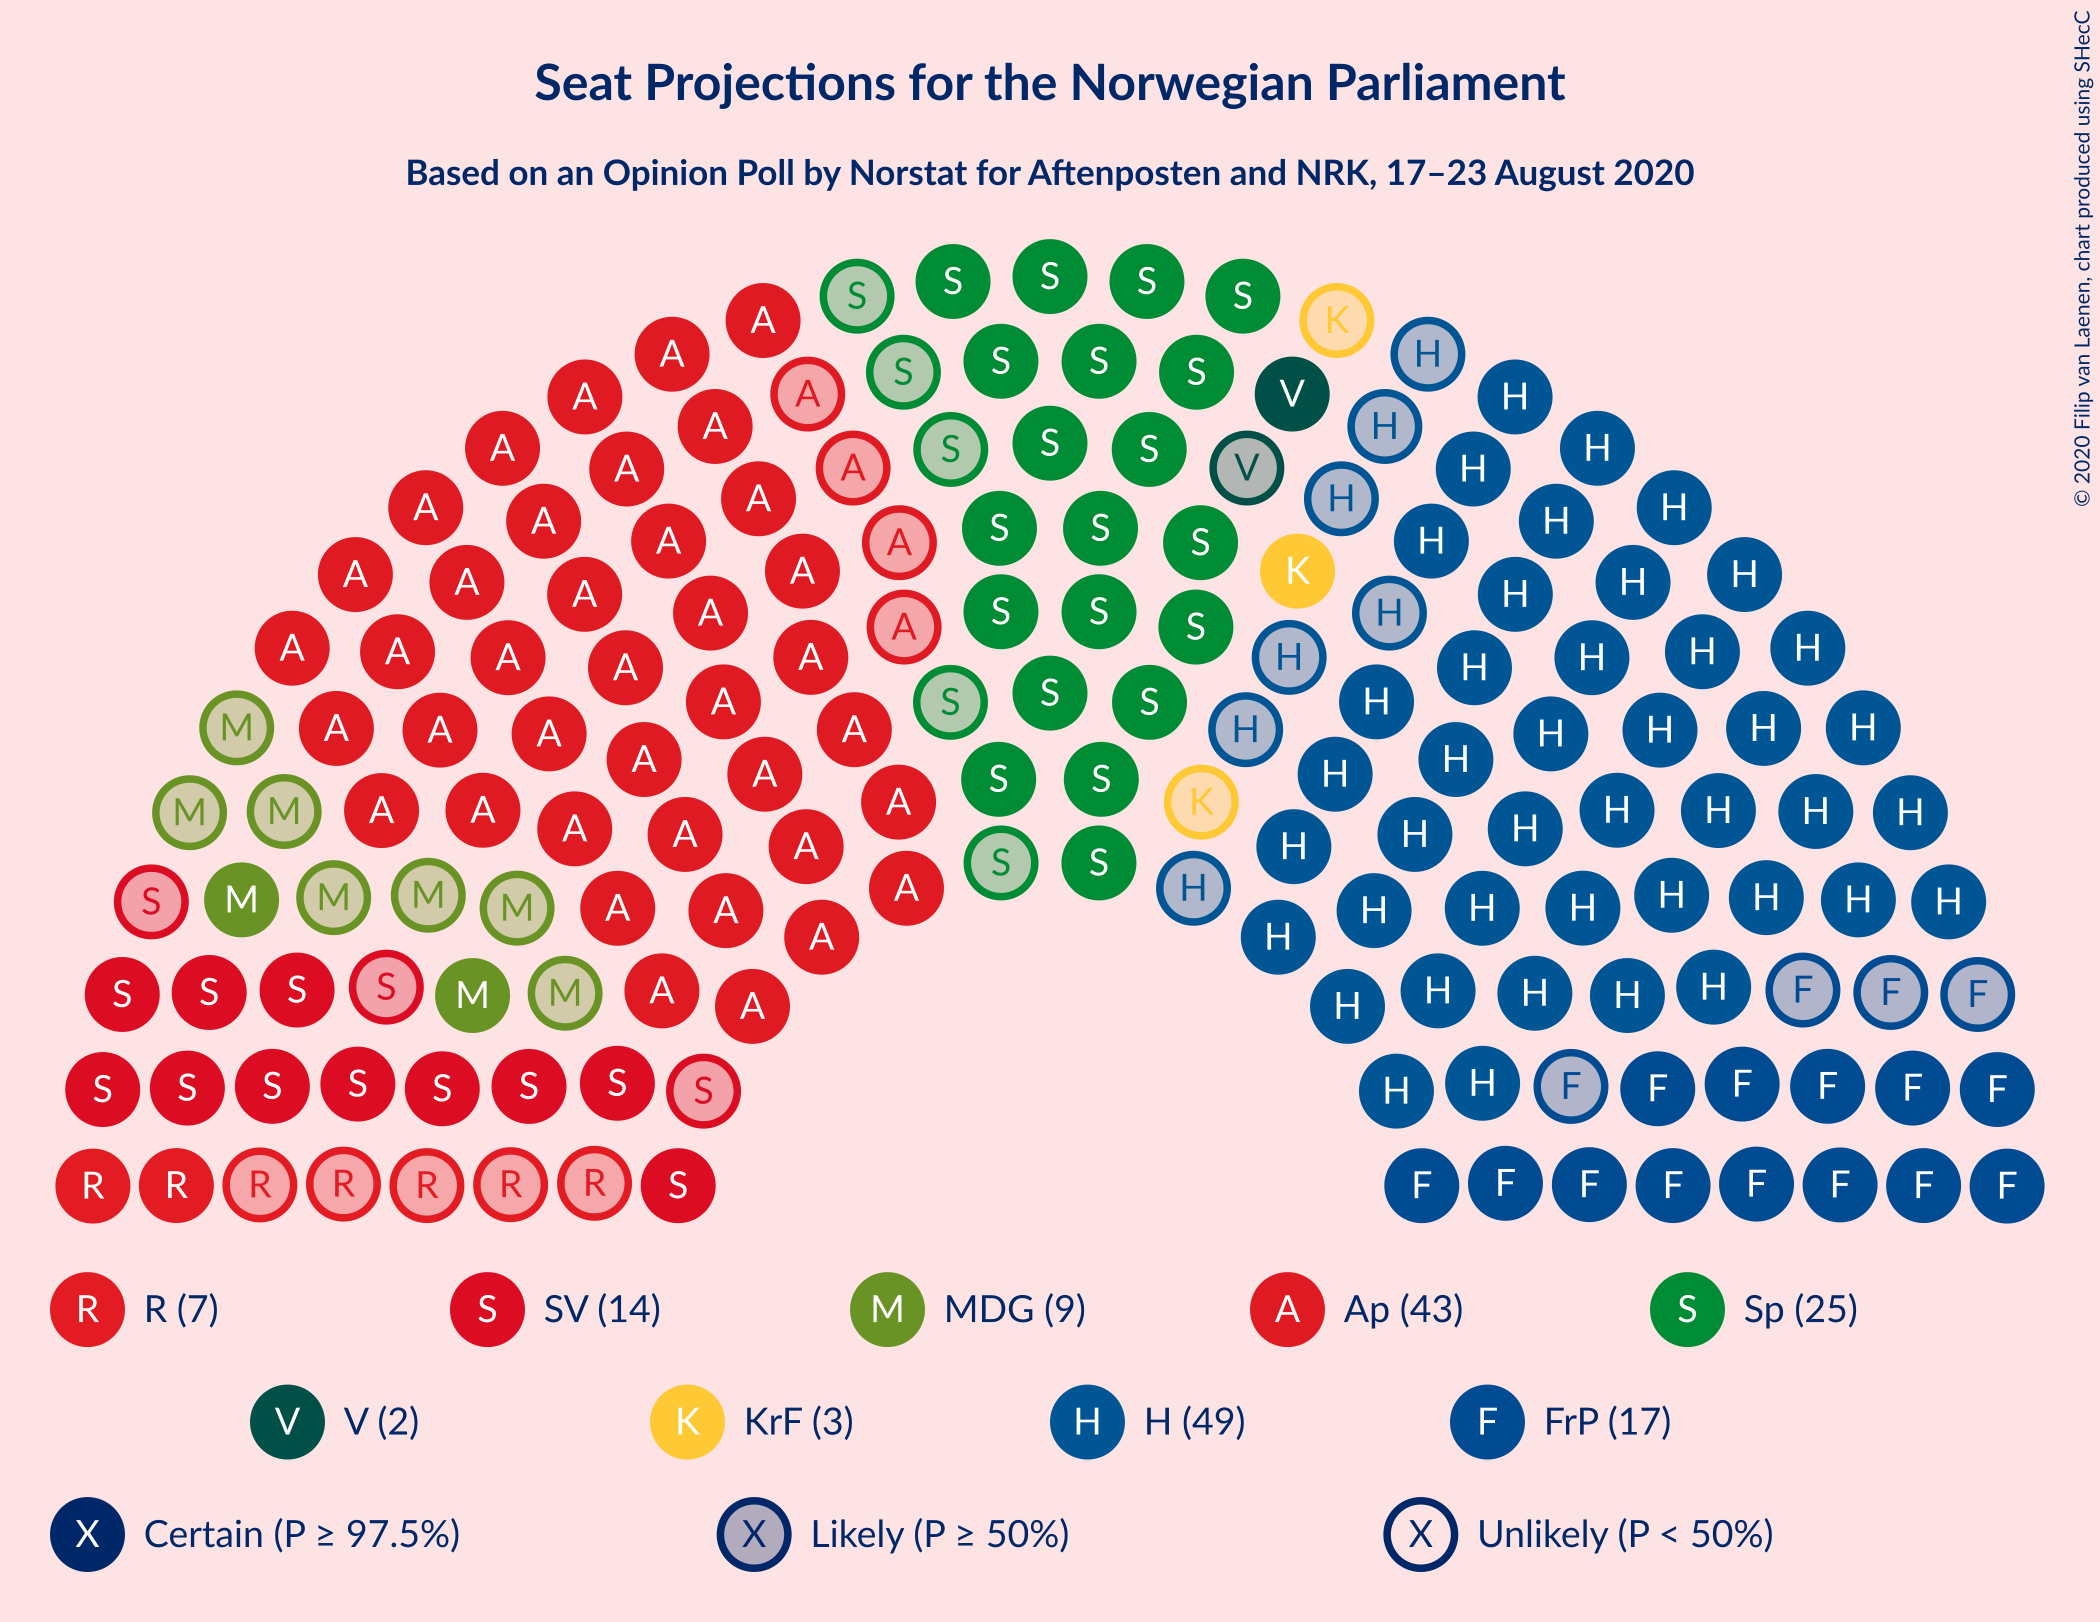 Seat Projections for the Norwegian Parliament
Based on an Opinion Poll by Norstat for Aftenposten and NRK, 17–23 August 2020
© 2020 Filip van Laenen, chart produced using SHecC
S S S S S
A K
A S S S S H
A A V H
A A S S S V H H
A A A H H H
A A A S S S H H H
A A A K H H
A A A S S S H H H
A A A H H H
A A A S S S H H H
M A A A H H H H
A A A S S K H H H
M M A A A H H H H
A A S S H H H
S M M M M A A A H H H H H H H
S S S S M M A A H H H H H F F F
S S S S S S S S H H F F F F F F
R R R R R R R S F F F F F F F F
R R (7) S SV (14) M MDG (9) A Ap (43) S Sp (25)
V V (2) K KrF (3) H H (49) F FrP (17)
X Certain (P ≥ 97.5%) X Likely (P ≥ 50%) X Unlikely (P < 50%)